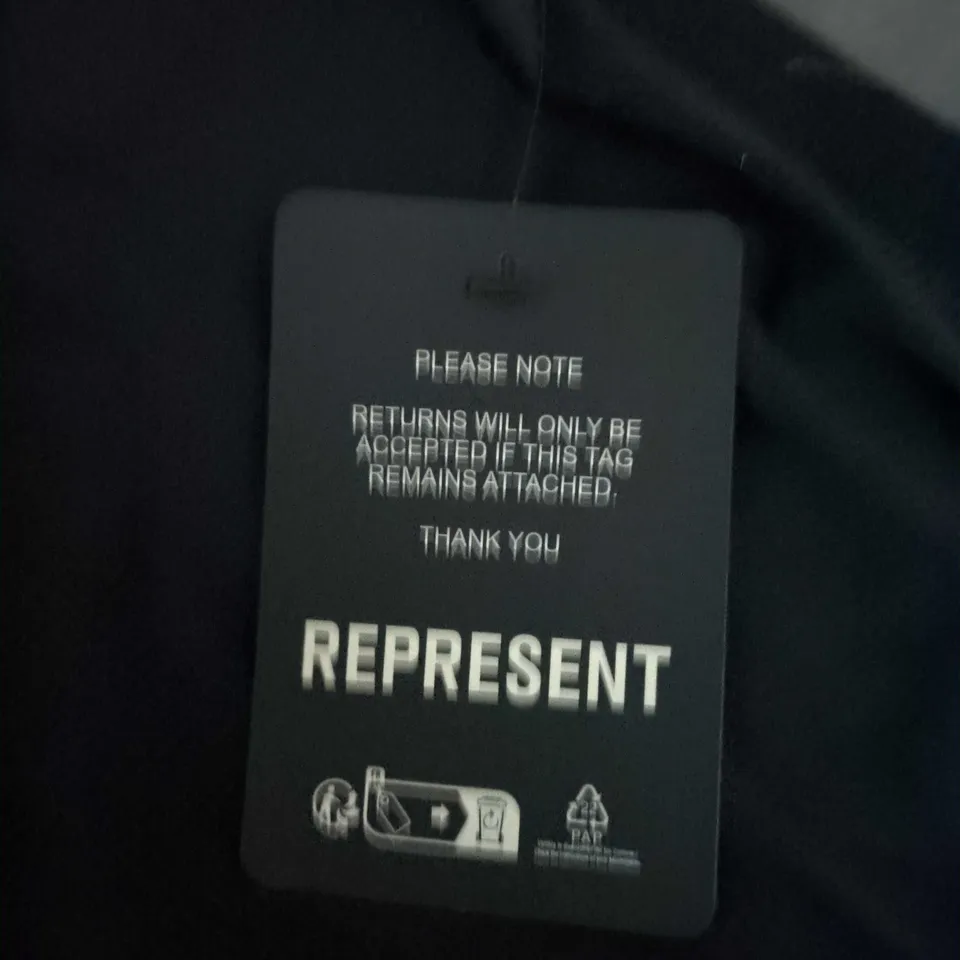 PLEASE NOTE
RETURNS WILL ONLY BE
ACCEPTED IF THIS TAG
REMAINS ATTACHED.
THANK YOU
REPRESENT
PAP